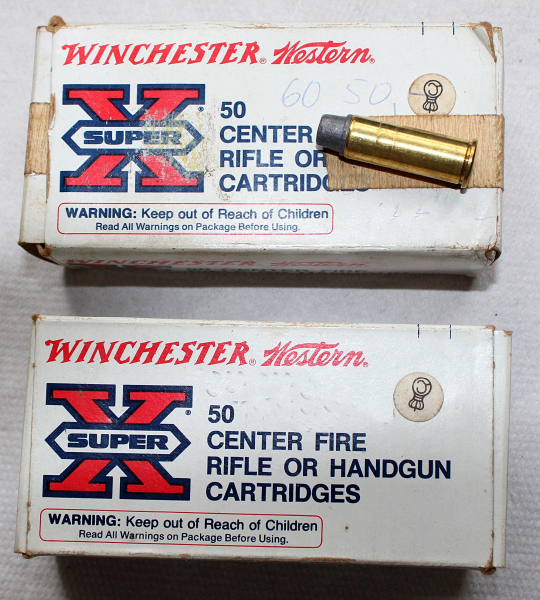 WINCHESTER® Western®
X
SUPER ®
60 50
50
CENTER
RIFLE OR
CARTRIDGES
WARNING: Keep out of Reach of Children
Read All Warnings on Package Before Using.
WINCHESTER® Western®
X
SUPER ®
50
CENTER FIRE
RIFLE OR HANDGUN
CARTRIDGES
WARNING: Keep out of Reach of Children
Read All Warnings on Package Before Using.